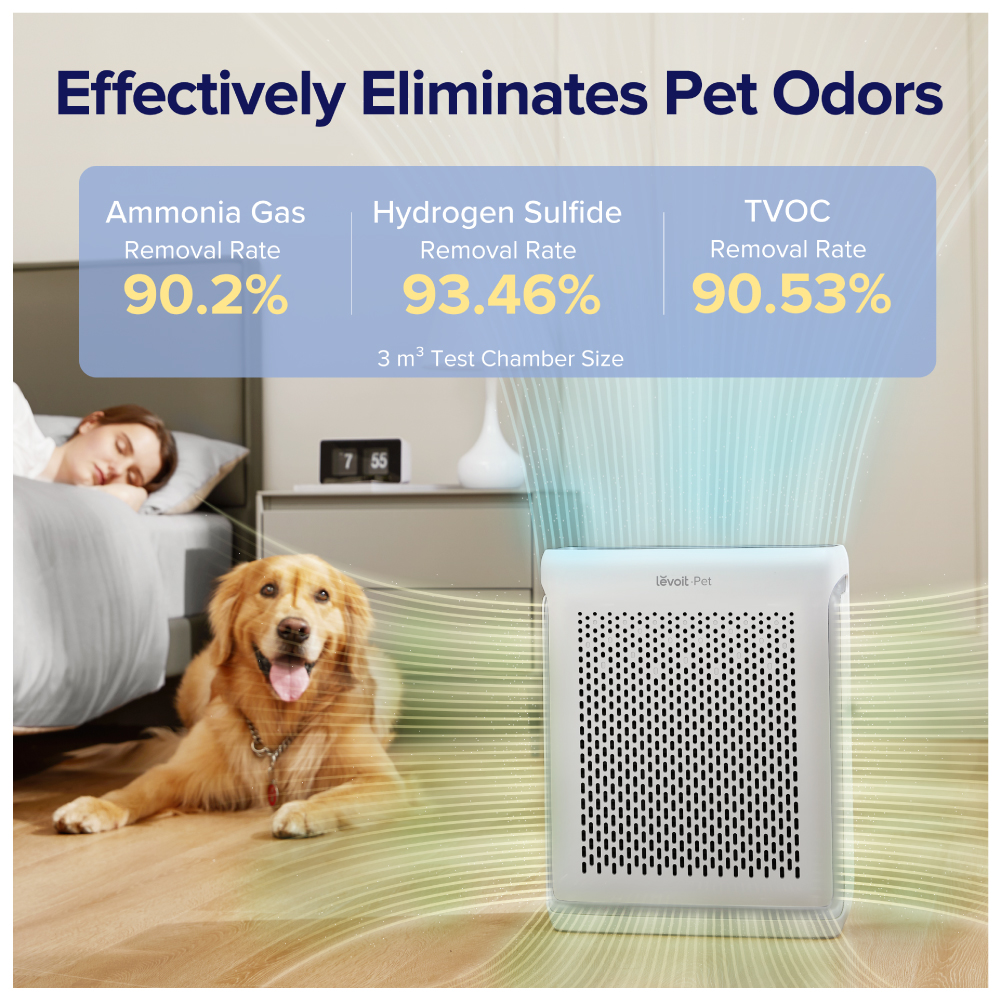 Effectively Eliminates Pet Odors
Ammonia Gas
Removal Rate
90.2%
Hydrogen Sulfide
Removal Rate
93.46%
TVOC
Removal Rate
90.53%
3 m³ Test Chamber Size
7 55
levoit Pet